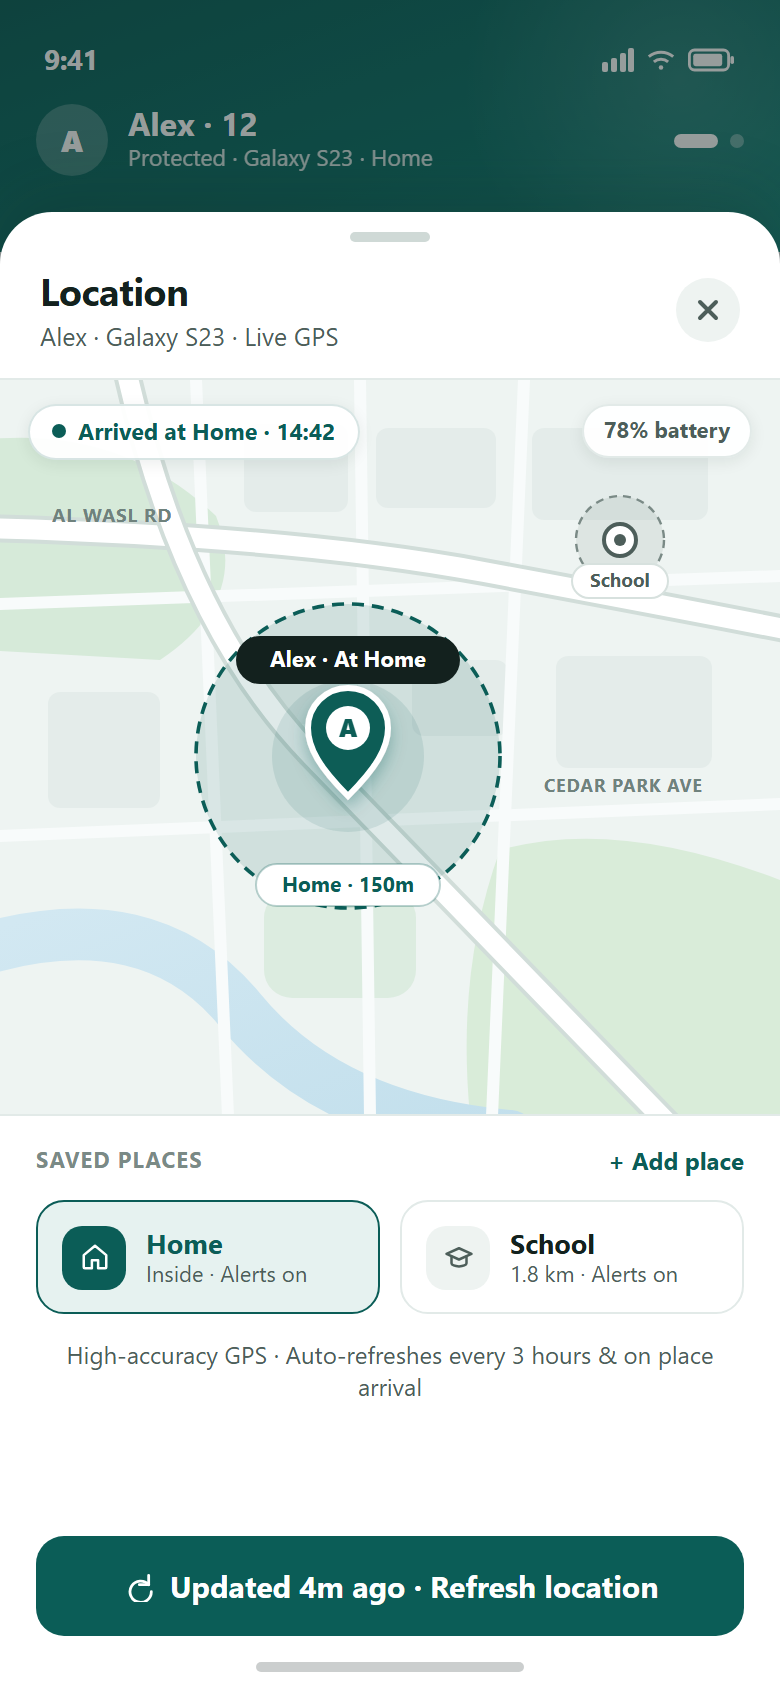 9:41
A
Alex · 12
Protected · Galaxy S23 · Home
Location
Alex · Galaxy S23 · Live GPS
Arrived at Home · 14:42
78% battery
AL WASL RD
School
Alex · At Home
A
CEDAR PARK AVE
Home · 150m
SAVED PLACES
+ Add place
Home
Inside · Alerts on
School
1.8 km · Alerts on
High-accuracy GPS · Auto-refreshes every 3 hours & on place
arrival
Updated 4m ago · Refresh location